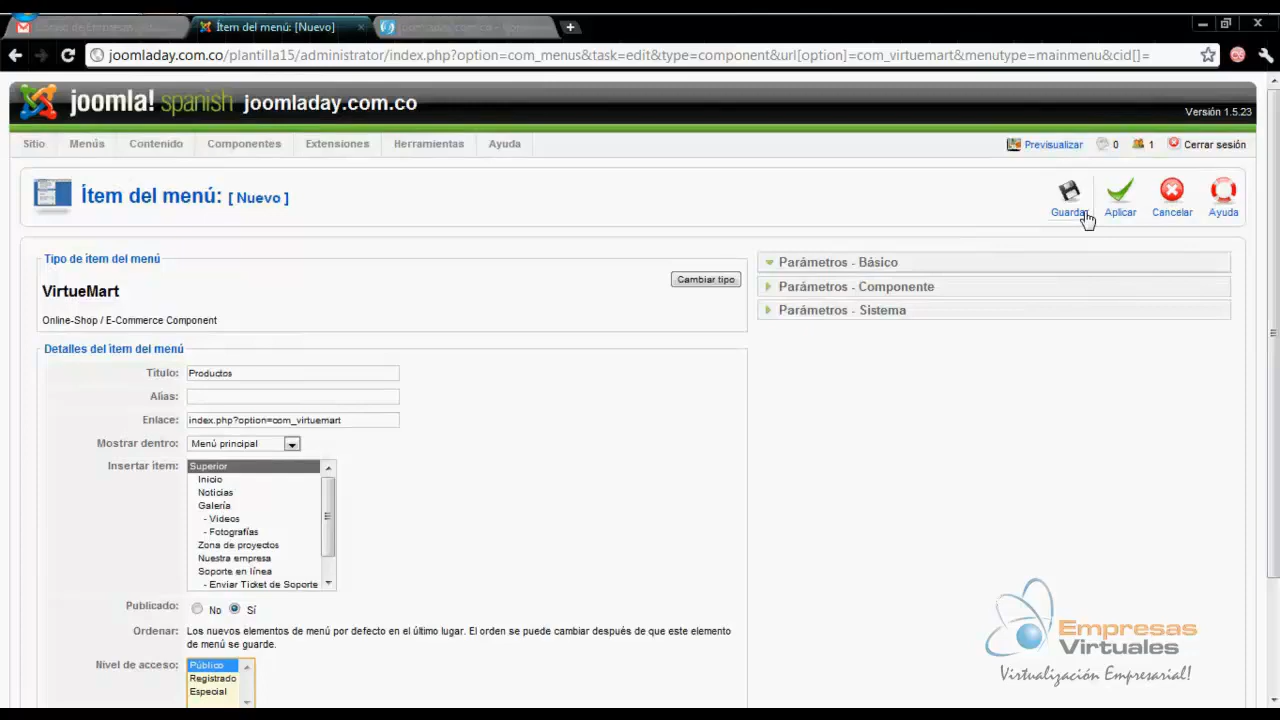 Ítem del menú: [Nuevo]
joomladay.com.co/plantilla15/administrator/index.php?option=com_menus&task=edit&type=component&url[option]=com_virtuemart&menutype=mainmenu&cid[]=
joomla! spanish joomladay.com.co
Versión 1.5.23
Sitio Menús Contenido Componentes Extensiones Herramientas Ayuda Previsualizar 0 1 Cerrar sesión
Ítem del menú: [ Nuevo ]
Guardar Aplicar Cancelar Ayuda
Tipo de ítem del menú
VirtueMart
Cambiar tipo
Online-Shop / E-Commerce Component
Parámetros - Básico
Parámetros - Componente
Parámetros - Sistema
Detalles del ítem del menú
Título: Productos
Alias:
Enlace: index.php?option=com_virtuemart
Mostrar dentro: Menú principal
Insertar ítem: Superior
Inicio
Noticias
Galería
- Videos
- Fotografías
Zona de proyectos
Nuestra empresa
Soporte en línea
- Enviar Ticket de Soporte
Publicado: No Sí
Ordenar: Los nuevos elementos de menú por defecto en el último lugar. El orden se puede cambiar después de que este elemento
de menú se guarde.
Nivel de acceso: Público
Registrado
Especial
Empresas
Virtuales
Virtualización Empresarial!